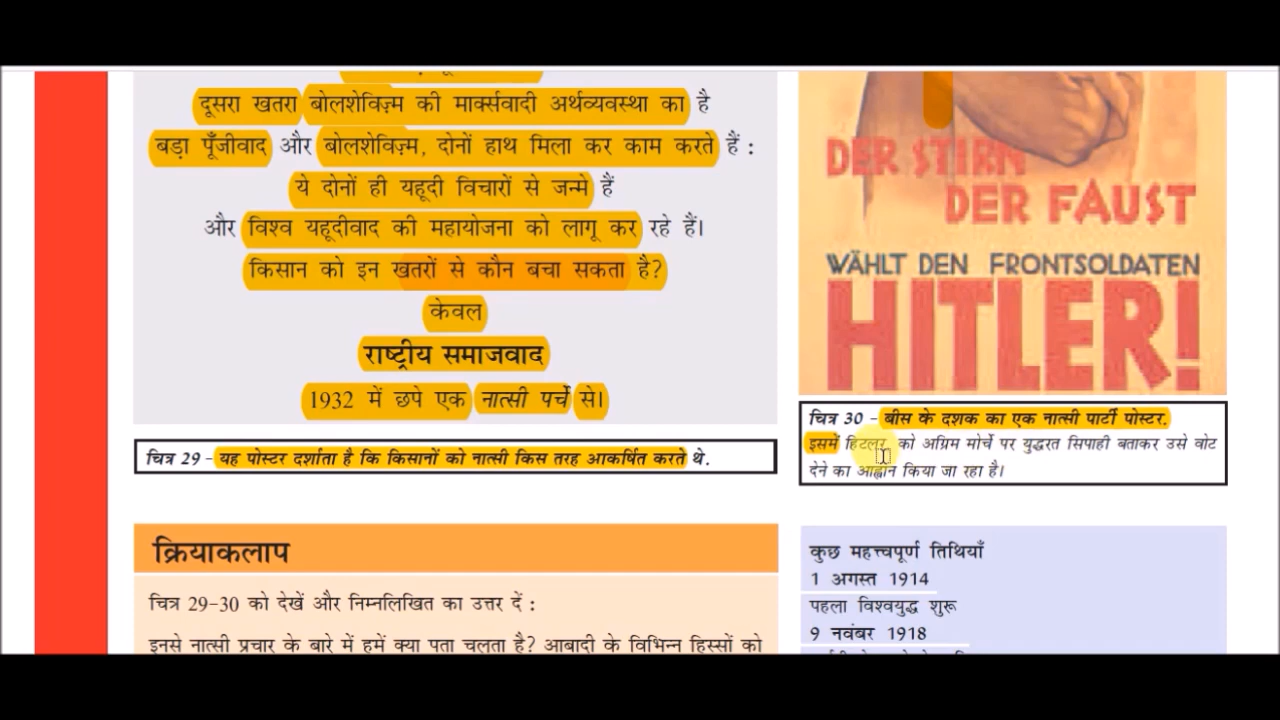 दूसरा खतरा बोलशेविज़्म की मार्क्सवादी अर्थव्यवस्था का है
बड़ा पूँजीवाद और बोलशेविज़्म, दोनों हाथ मिला कर काम करते हैं :
ये दोनों ही यहूदी विचारों से जन्मे हैं
और विश्व यहूदीवाद की महायोजना को लागू कर रहे हैं।
किसान को इन खतरों से कौन बचा सकता है?
केवल
राष्ट्रीय समाजवाद
1932 में छपे एक नात्सी पर्चे से।
चित्र 29 - यह पोस्टर दर्शाता है कि किसानों को नात्सी किस तरह आकर्षित करते थे.
DER STIRN
DER FAUST
WÄHLT DEN FRONTSOLDATEN
HITLER!
चित्र 30 - बीस के दशक का एक नात्सी पार्टी पोस्टर.
इसमें हिटलर को अग्रिम मोर्चे पर युद्धरत सिपाही बताकर उसे वोट
देने का आह्वान किया जा रहा है।
क्रियाकलाप
चित्र 29-30 को देखें और निम्नलिखित का उत्तर दें :
इनसे नात्सी प्रचार के बारे में हमें क्या पता चलता है? आबादी के विभिन्न हिस्सों को
कुछ महत्त्वपूर्ण तिथियाँ
1 अगस्त 1914
पहला विश्वयुद्ध शुरू
9 नवंबर 1918